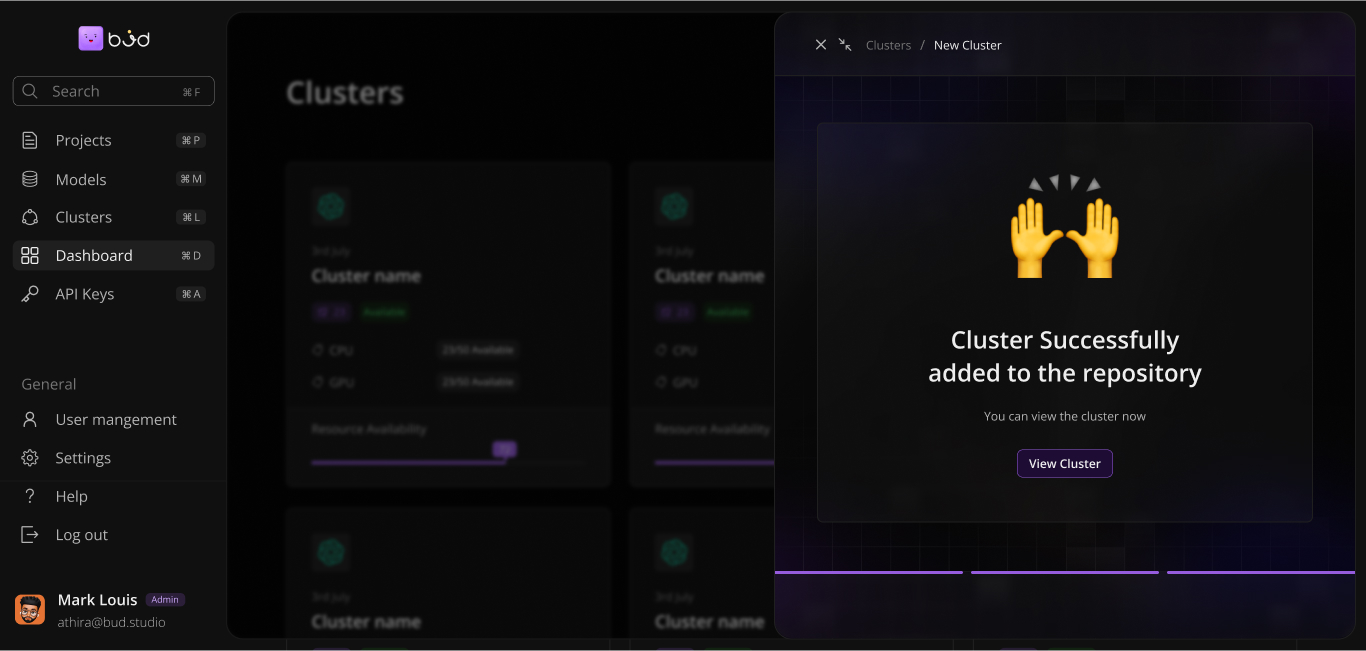 bud
Search ⌘ F
Projects ⌘ P
Models ⌘ M
Clusters ⌘ L
Dashboard ⌘ D
API Keys ⌘ A
General
User mangement
Settings
Help
Log out
Mark Louis Admin
athira@bud.studio
Clusters
3rd July
Cluster name
Available
CPU 23/50 Available
GPU 23/50 Available
Resource Availability
3rd July
Cluster name
Available
CPU
GPU
Resource Availability
3rd July
Cluster name
3rd July
Cluster name
Clusters / New Cluster
Cluster Successfully
added to the repository
You can view the cluster now
View Cluster